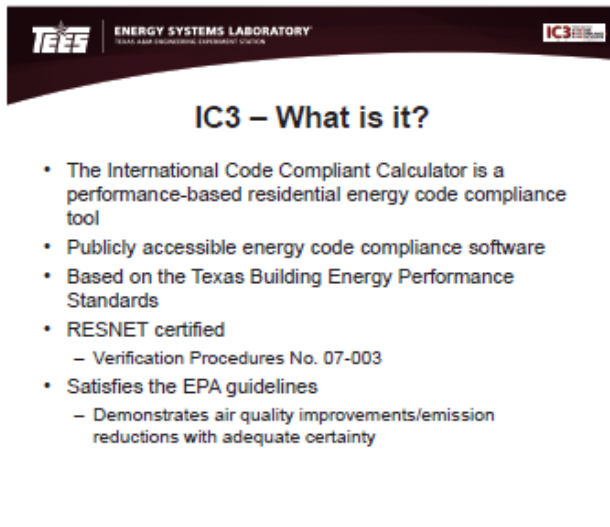 TEES
ENERGY SYSTEMS LABORATORY
TEXAS A&M ENGINEERING EXPERIMENT STATION
IC3
IC3 – What is it?
• The International Code Compliant Calculator is a
performance-based residential energy code compliance
tool
• Publicly accessible energy code compliance software
• Based on the Texas Building Energy Performance
Standards
• RESNET certified
– Verification Procedures No. 07-003
• Satisfies the EPA guidelines
– Demonstrates air quality improvements/emission
reductions with adequate certainty